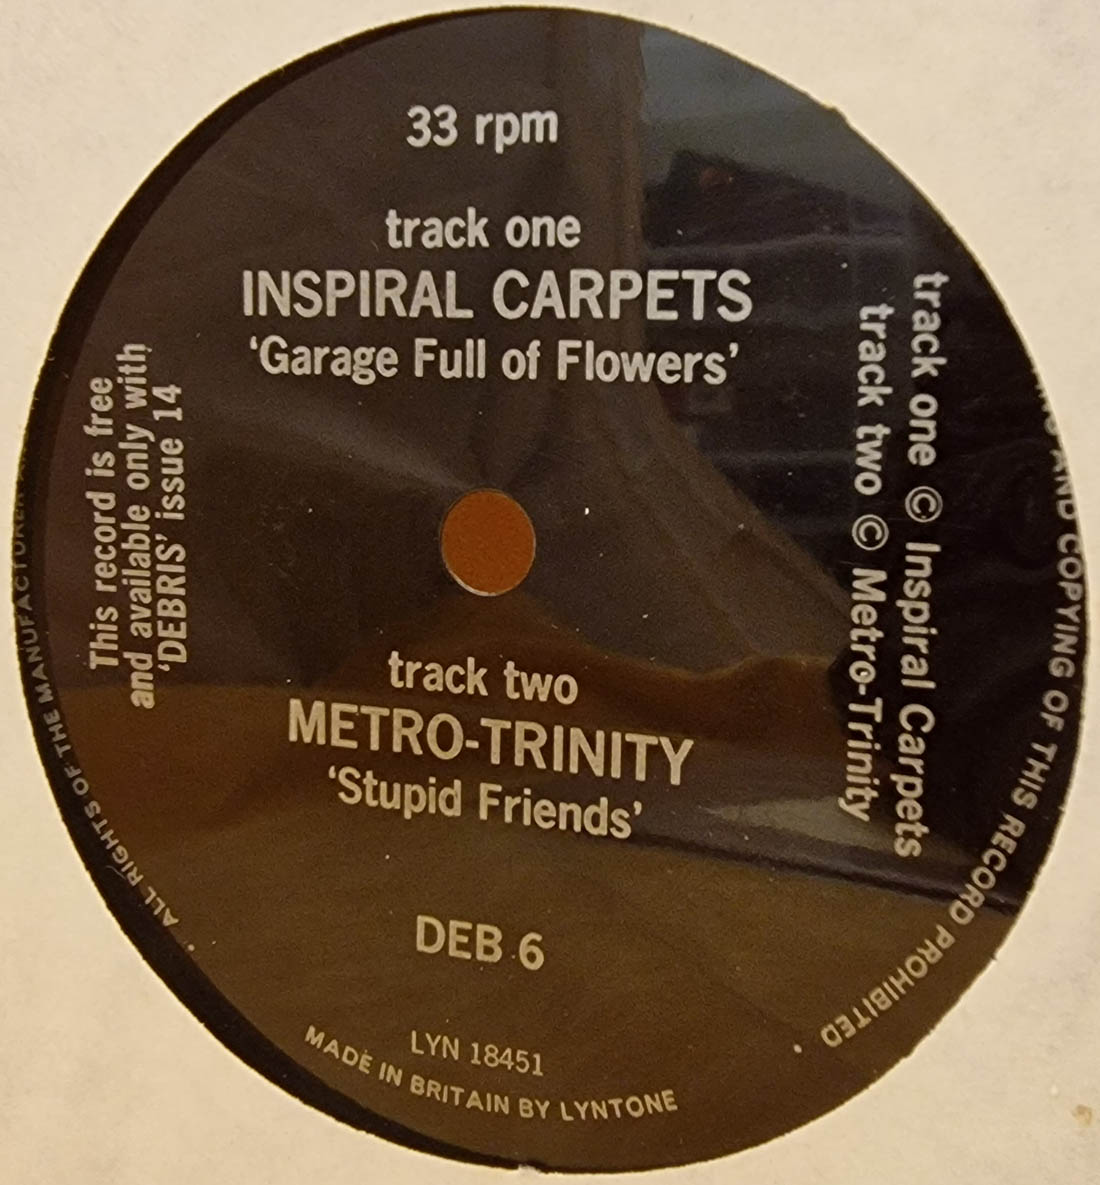 33 rpm
track one
INSPIRAL CARPETS
‘Garage Full of Flowers’
This record is free
and available only with
‘DEBRIS’ issue 14
track one © Inspiral Carpets
track two © Metro-Trinity
track two
METRO-TRINITY
‘Stupid Friends’
DEB 6
LYN 18451
MADE IN BRITAIN BY LYNTONE
ALL RIGHTS OF THE MANUFACTURER
AND COPYING OF THIS RECORD PROHIBITED